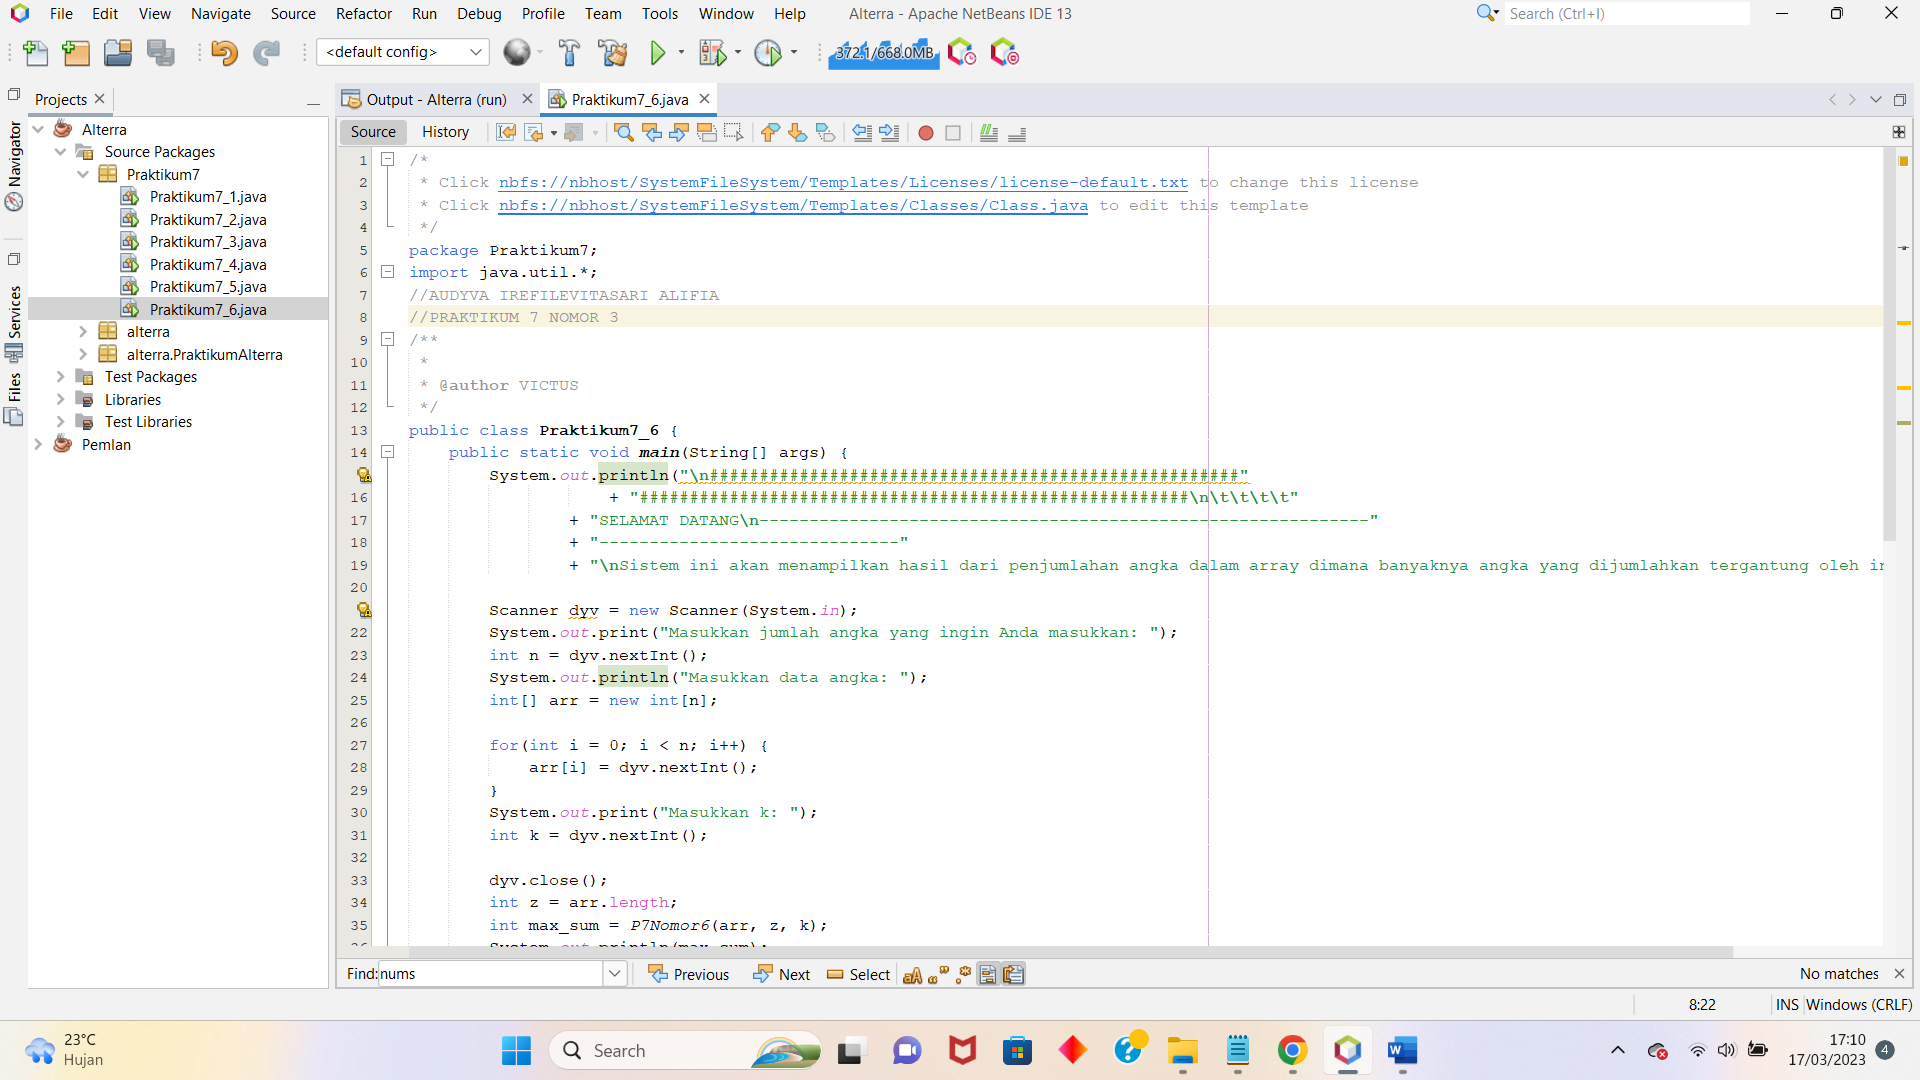 File Edit View Navigate Source Refactor Run Debug Profile Team Tools Window Help Alterra - Apache NetBeans IDE 13 Search (Ctrl+I)
<default config> 372.1/668.0MB
Projects Output - Alterra (run) Praktikum7_6.java
Source History
Navigator
Services
Files
Alterra
Source Packages
Praktikum7
Praktikum7_1.java
Praktikum7_2.java
Praktikum7_3.java
Praktikum7_4.java
Praktikum7_5.java
Praktikum7_6.java
alterra
alterra.PraktikumAlterra
Test Packages
Libraries
Test Libraries
Pemlan
1 /*
2 * Click nbfs://nbhost/SystemFileSystem/Templates/Licenses/license-default.txt to change this license
3 * Click nbfs://nbhost/SystemFileSystem/Templates/Classes/Class.java to edit this template
4 */
5 package Praktikum7;
6 import java.util.*;
7 //AUDYVA IREFILEVITASARI ALIFIA
8 //PRAKTIKUM 7 NOMOR 3
9 /**
10 *
11 * @author VICTUS
12 */
13 public class Praktikum7_6 {
14 public static void main(String[] args) {
System.out.println("\n#####################################################"
16 + "#######################################################\n\t\t\t\t"
17 + "SELAMAT DATANG\n-------------------------------------------------------------"
18 + "------------------------------"
19 + "\nSistem ini akan menampilkan hasil dari penjumlahan angka dalam array dimana banyaknya angka yang dijumlahkan tergantung oleh
20
Scanner dyv = new Scanner(System.in);
22 System.out.print("Masukkan jumlah angka yang ingin Anda masukkan: ");
23 int n = dyv.nextInt();
24 System.out.println("Masukkan data angka: ");
25 int[] arr = new int[n];
26
27 for(int i = 0; i < n; i++) {
28 arr[i] = dyv.nextInt();
29 }
30 System.out.print("Masukkan k: ");
31 int k = dyv.nextInt();
32
33 dyv.close();
34 int z = arr.length;
35 int max_sum = P7Nomor6(arr, z, k);
Find: nums Previous Next Select No matches
8:22 INS Windows (CRLF)
23°C
Hujan
Search
17:10
17/03/2023
4